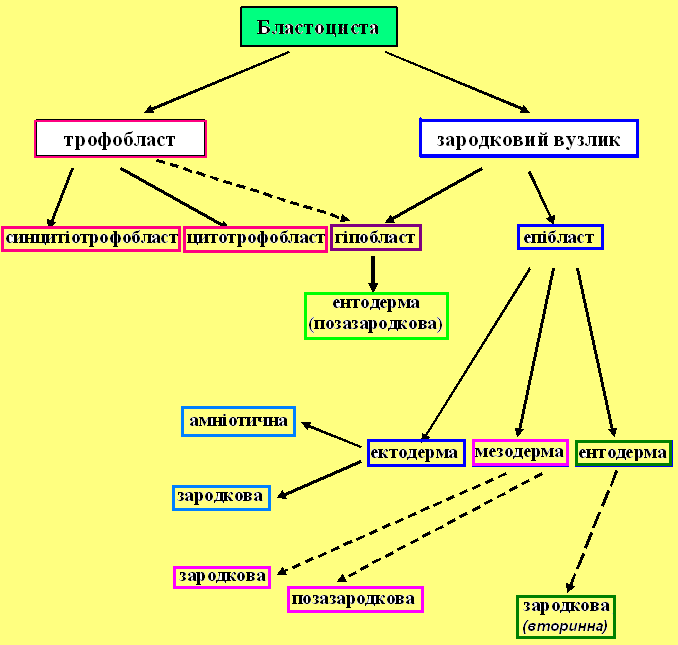 Бластоциста
трофобласт
зародковий вузлик
синцитіотрофобласт
цитотрофобласт
гіпобласт
епібласт
ентодерма
(позазародкова)
амніотична
ектодерма
мезодерма
ентодерма
зародкова
зародкова
позазародкова
зародкова
(вторинна)